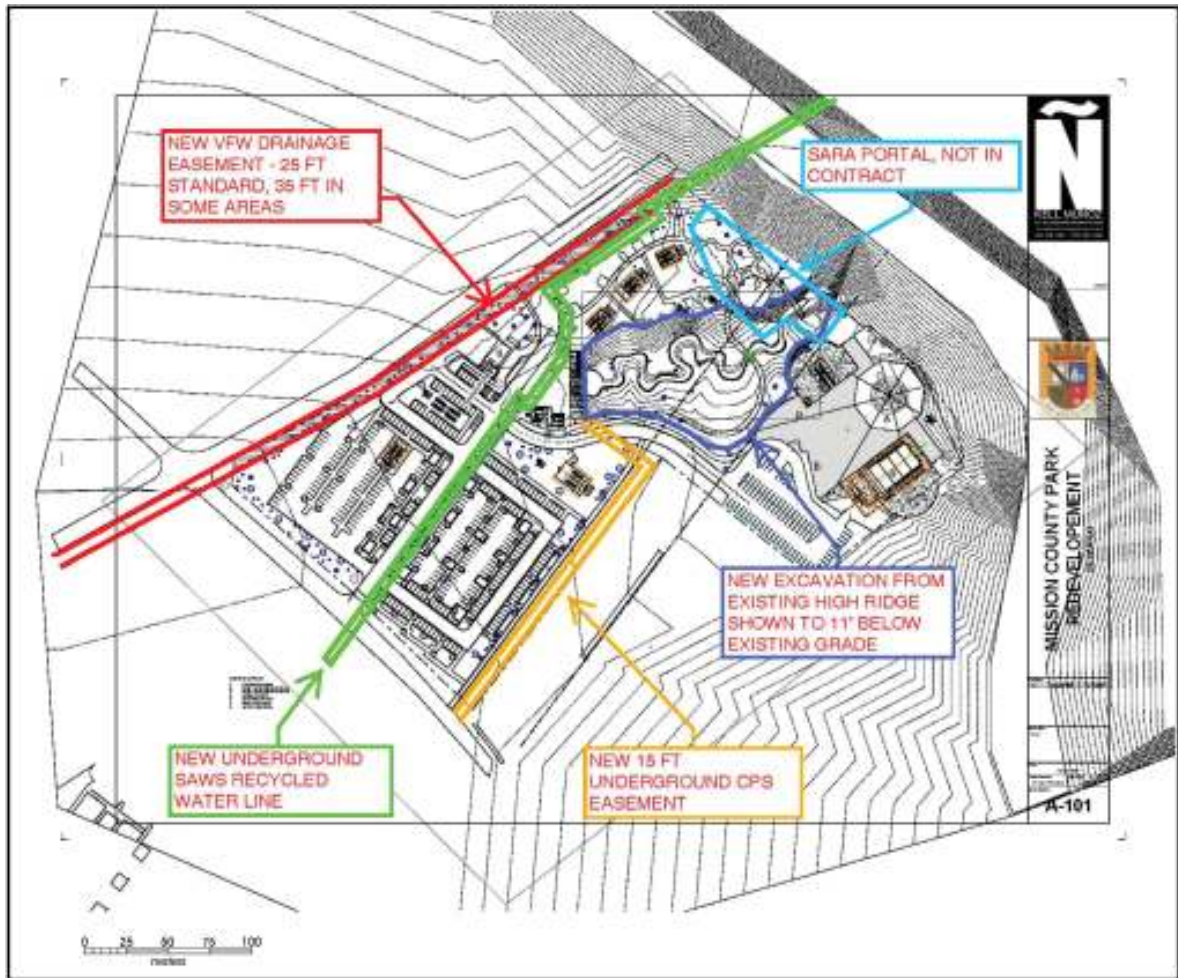 NEW VFW DRAINAGE
EASEMENT - 25 FT
STANDARD, 35 FT IN
SOME AREAS
SARA PORTAL, NOT IN
CONTRACT
Ñ
MISSION COUNTY PARK
REDEVELOPEMENT
NEW EXCAVATION FROM
EXISTING HIGH RIDGE
SHOWN TO 11' BELOW
EXISTING GRADE
NEW UNDERGROUND
SAWS RECYCLED
WATER LINE
NEW 15 FT
UNDERGROUND CPS
EASEMENT
A-101
0 25 50 75 100
meters